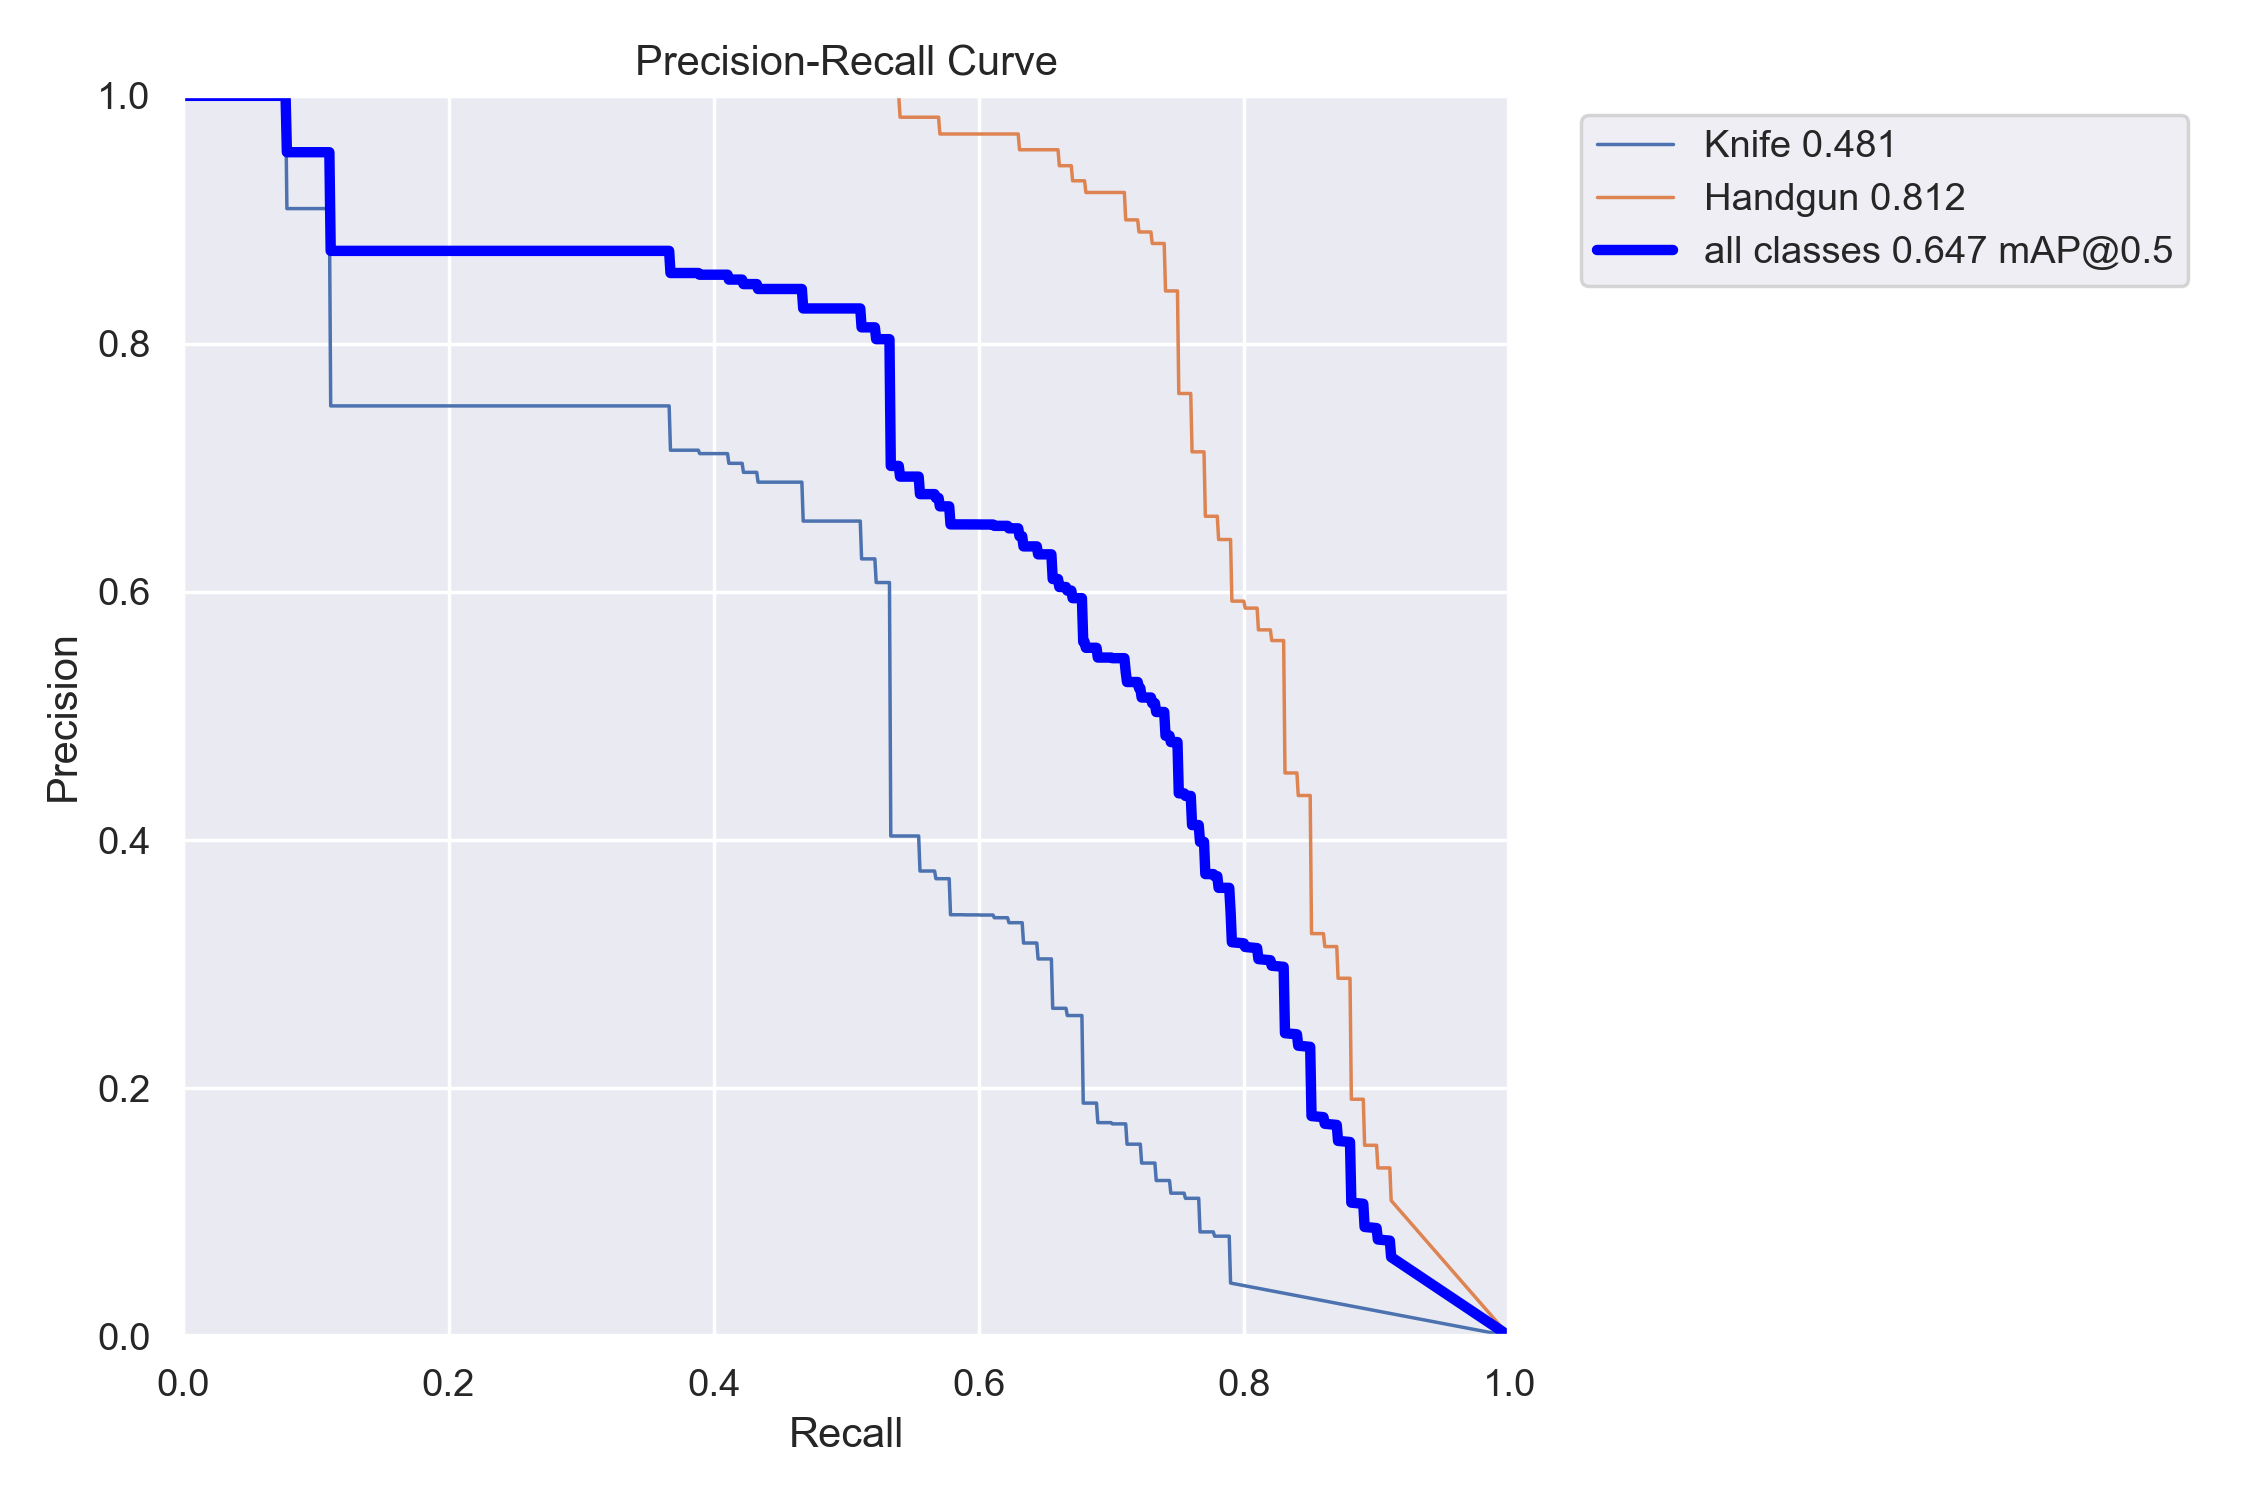 Precision-Recall Curve
1.0
0.8
0.6
0.4
0.2
0.0
Precision
0.0 0.2 0.4 0.6 0.8 1.0
Recall
Knife 0.481
Handgun 0.812
all classes 0.647 mAP@0.5